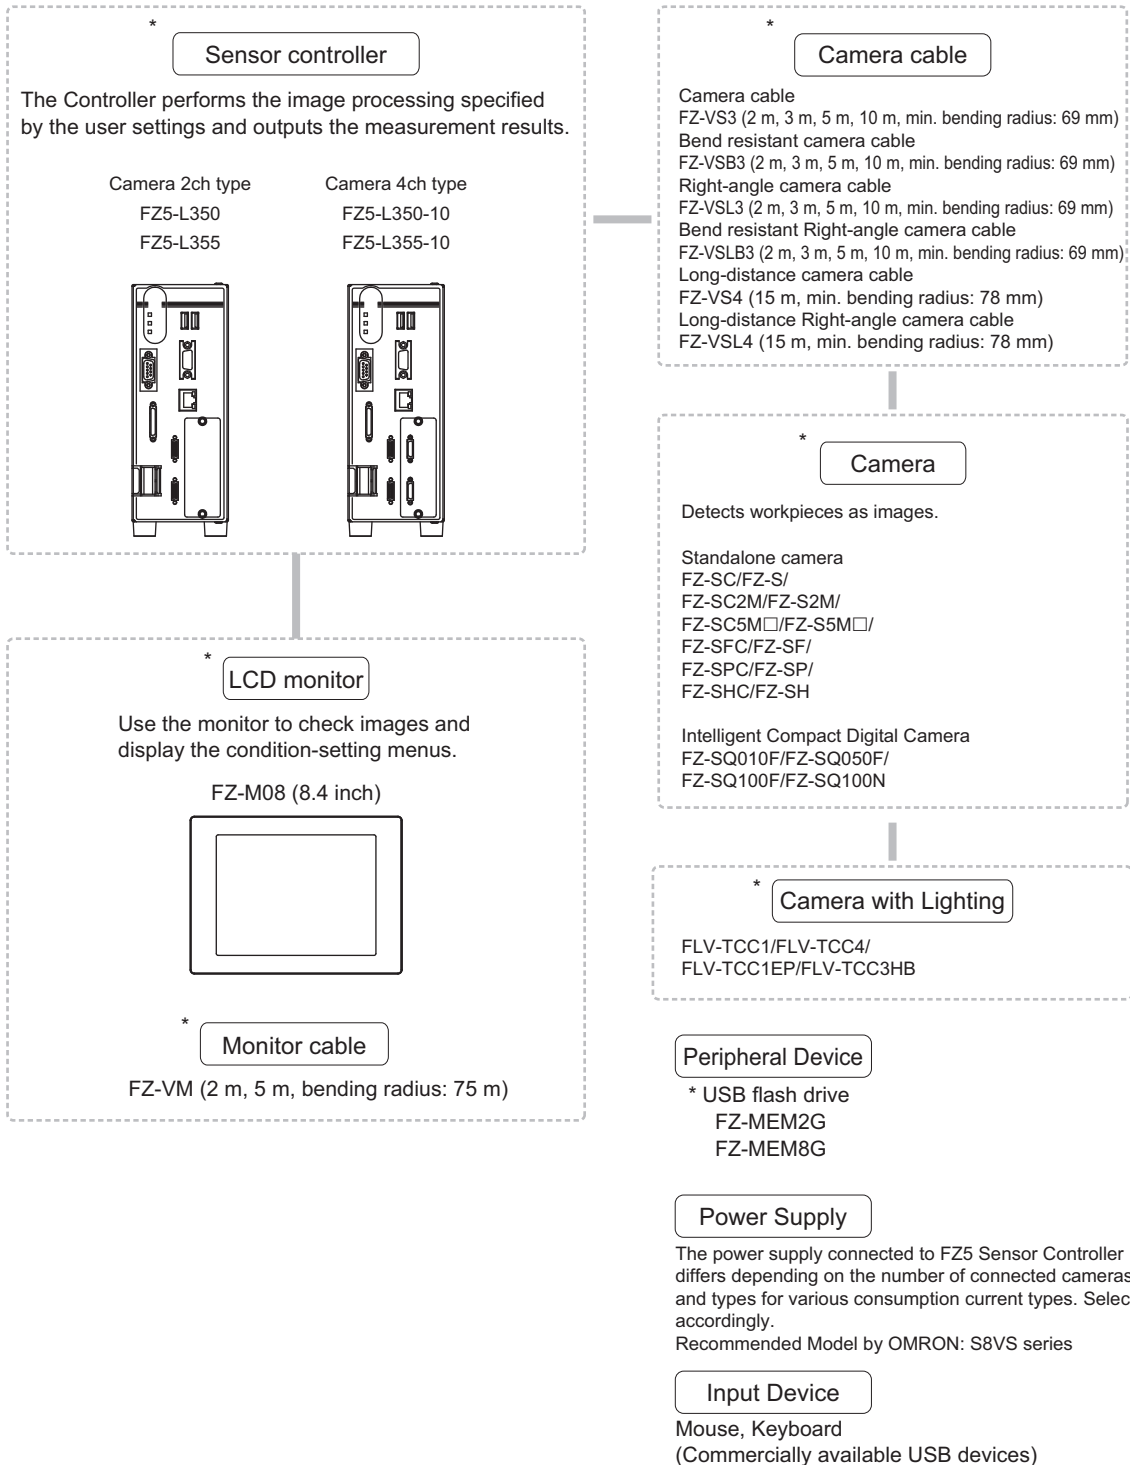 *
Sensor controller
The Controller performs the image processing specified
by the user settings and outputs the measurement results.
Camera 2ch type
FZ5-L350
FZ5-L355
Camera 4ch type
FZ5-L350-10
FZ5-L355-10
*
LCD monitor
Use the monitor to check images and
display the condition-setting menus.
FZ-M08 (8.4 inch)
*
Monitor cable
FZ-VM (2 m, 5 m, bending radius: 75 m)
*
Camera cable
Camera cable
FZ-VS3 (2 m, 3 m, 5 m, 10 m, min. bending radius: 69 mm)
Bend resistant camera cable
FZ-VSB3 (2 m, 3 m, 5 m, 10 m, min. bending radius: 69 mm)
Right-angle camera cable
FZ-VSL3 (2 m, 3 m, 5 m, 10 m, min. bending radius: 69 mm)
Bend resistant Right-angle camera cable
FZ-VSLB3 (2 m, 3 m, 5 m, 10 m, min. bending radius: 69 mm)
Long-distance camera cable
FZ-VS4 (15 m, min. bending radius: 78 mm)
Long-distance Right-angle camera cable
FZ-VSL4 (15 m, min. bending radius: 78 mm)
*
Camera
Detects workpieces as images.
Standalone camera
FZ-SC/FZ-S/
FZ-SC2M/FZ-S2M/
FZ-SC5M□/FZ-S5M□/
FZ-SFC/FZ-SF/
FZ-SPC/FZ-SP/
FZ-SHC/FZ-SH
Intelligent Compact Digital Camera
FZ-SQ010F/FZ-SQ050F/
FZ-SQ100F/FZ-SQ100N
*
Camera with Lighting
FLV-TCC1/FLV-TCC4/
FLV-TCC1EP/FLV-TCC3HB
Peripheral Device
* USB flash drive
FZ-MEM2G
FZ-MEM8G
Power Supply
The power supply connected to FZ5 Sensor Controller
differs depending on the number of connected cameras
and types for various consumption current types. Selec
accordingly.
Recommended Model by OMRON: S8VS series
Input Device
Mouse, Keyboard
(Commercially available USB devices)